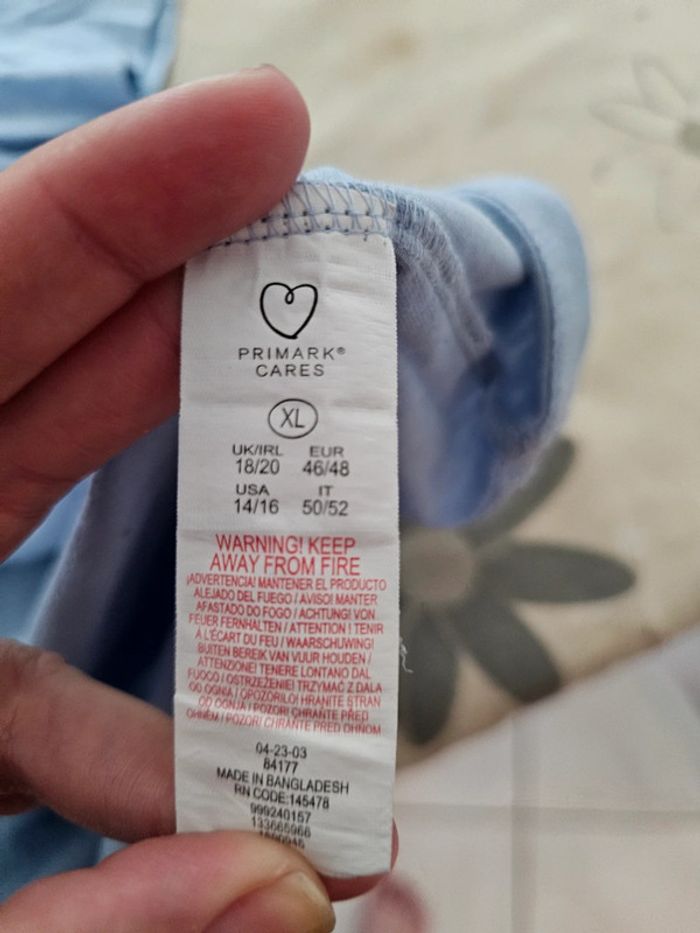 PRIMARK®
CARES
XL
UK/IRL EUR
18/20 46/48
USA IT
14/16 50/52
WARNING! KEEP
AWAY FROM FIRE
¡ADVERTENCIA! MANTENER EL PRODUCTO
ALEJADO DEL FUEGO / AVISO! MANTER
AFASTADO DO FOGO / ACHTUNG! VON
FEUER FERNHALTEN / ATTENTION ! TENIR
À L'ÉCART DU FEU / WAARSCHUWING!
BUITEN BEREIK VAN VUUR HOUDEN /
ATTENZIONE! TENERE LONTANO DAL
FUOCO / OSTRZEŻENIE! TRZYMAĆ Z DALA
OD OGNIA / OPOZORILO! HRANITE STRAN
OD OGNJA / POZOR! CHRAŇTE PŘED
OHNĚM / POZOR! CHRÁŇTE PRED OHŇOM
04-23-03
84177
MADE IN BANGLADESH
RN CODE:145478
999240157
133665966